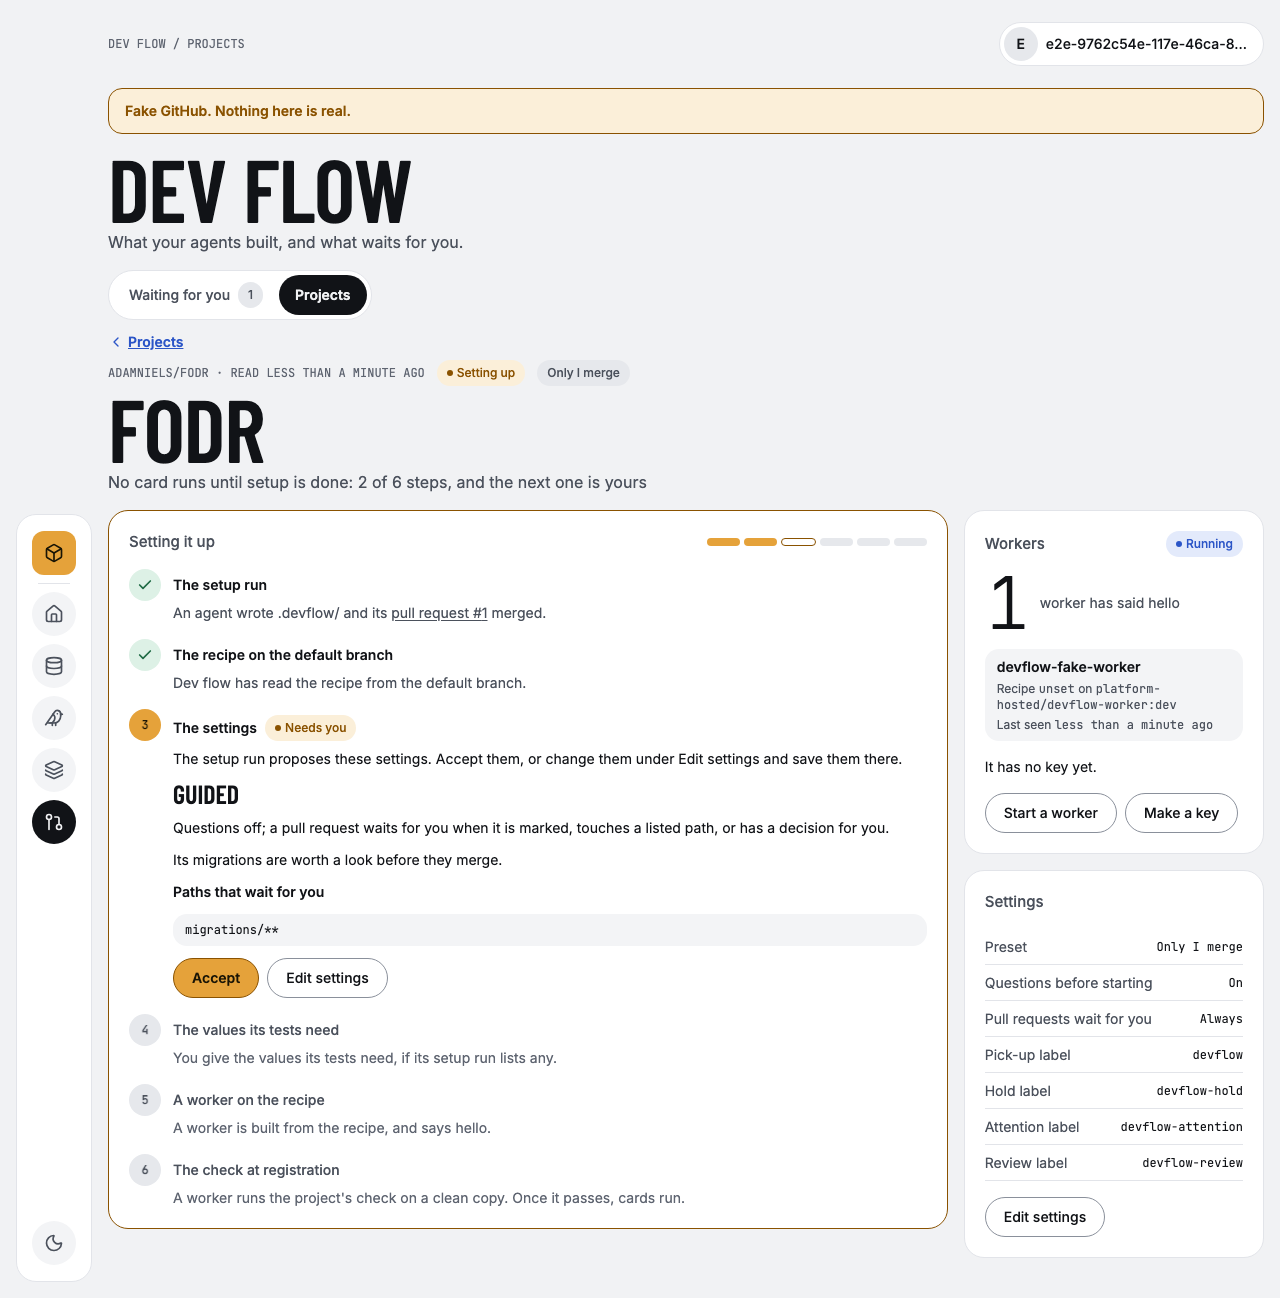 DEV FLOW / PROJECTS
E e2e-9762c54e-117e-46ca-8...
Fake GitHub. Nothing here is real.
DEV FLOW
What your agents built, and what waits for you.
Waiting for you 1 Projects
Projects
ADAMNIELS/FODR · READ LESS THAN A MINUTE AGO Setting up Only I merge
FODR
No card runs until setup is done: 2 of 6 steps, and the next one is yours
Setting it up
The setup run
An agent wrote .devflow/ and its pull request #1 merged.
The recipe on the default branch
Dev flow has read the recipe from the default branch.
3 The settings Needs you
The setup run proposes these settings. Accept them, or change them under Edit settings and save them there.
GUIDED
Questions off; a pull request waits for you when it is marked, touches a listed path, or has a decision for you.
Its migrations are worth a look before they merge.
Paths that wait for you
migrations/**
Accept Edit settings
4 The values its tests need
You give the values its tests need, if its setup run lists any.
5 A worker on the recipe
A worker is built from the recipe, and says hello.
6 The check at registration
A worker runs the project's check on a clean copy. Once it passes, cards run.
Workers Running
1 worker has said hello
devflow-fake-worker
Recipe unset on platform-
hosted/devflow-worker:dev
Last seen less than a minute ago
It has no key yet.
Start a worker Make a key
Settings
Preset Only I merge
Questions before starting On
Pull requests wait for you Always
Pick-up label devflow
Hold label devflow-hold
Attention label devflow-attention
Review label devflow-review
Edit settings